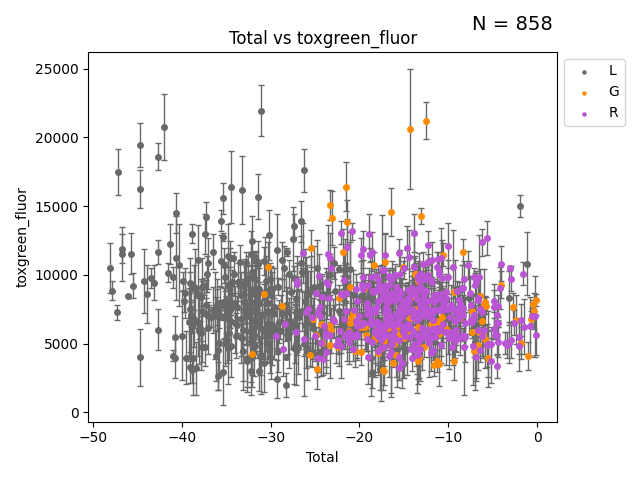 N = 858
Total vs toxgreen_fluor
25000
20000
15000
10000
5000
0
toxgreen_fluor
−50
−40
−30
−20
−10
0
Total
L
G
R